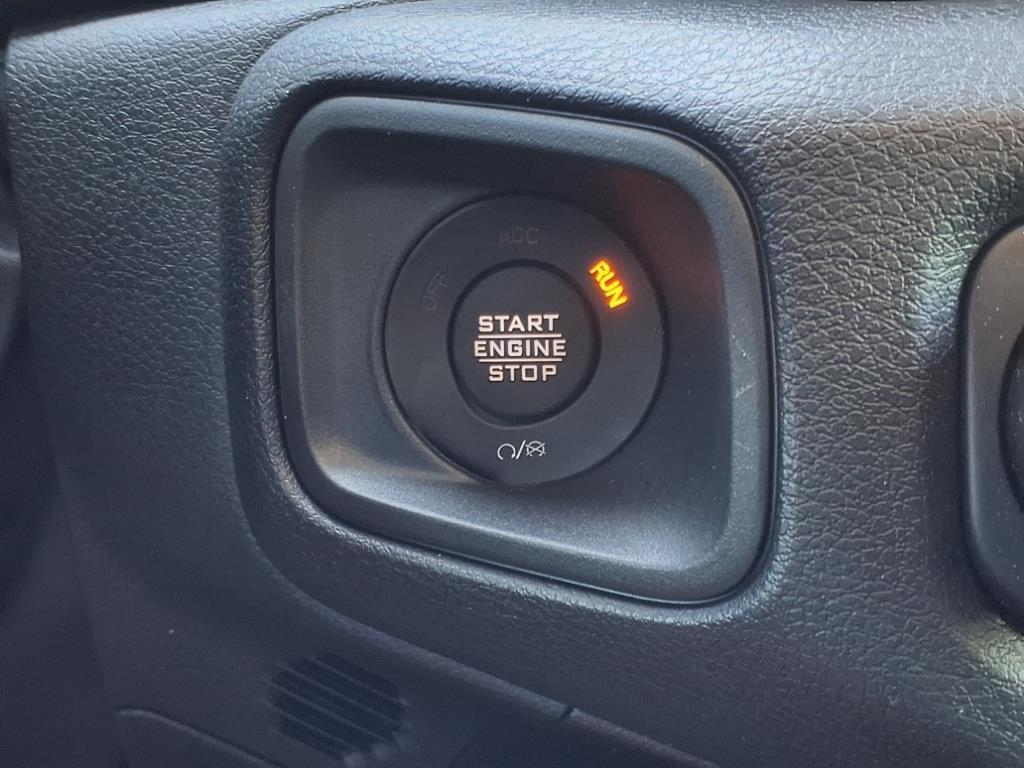 ACC
OFF
RUN
START
ENGINE
STOP